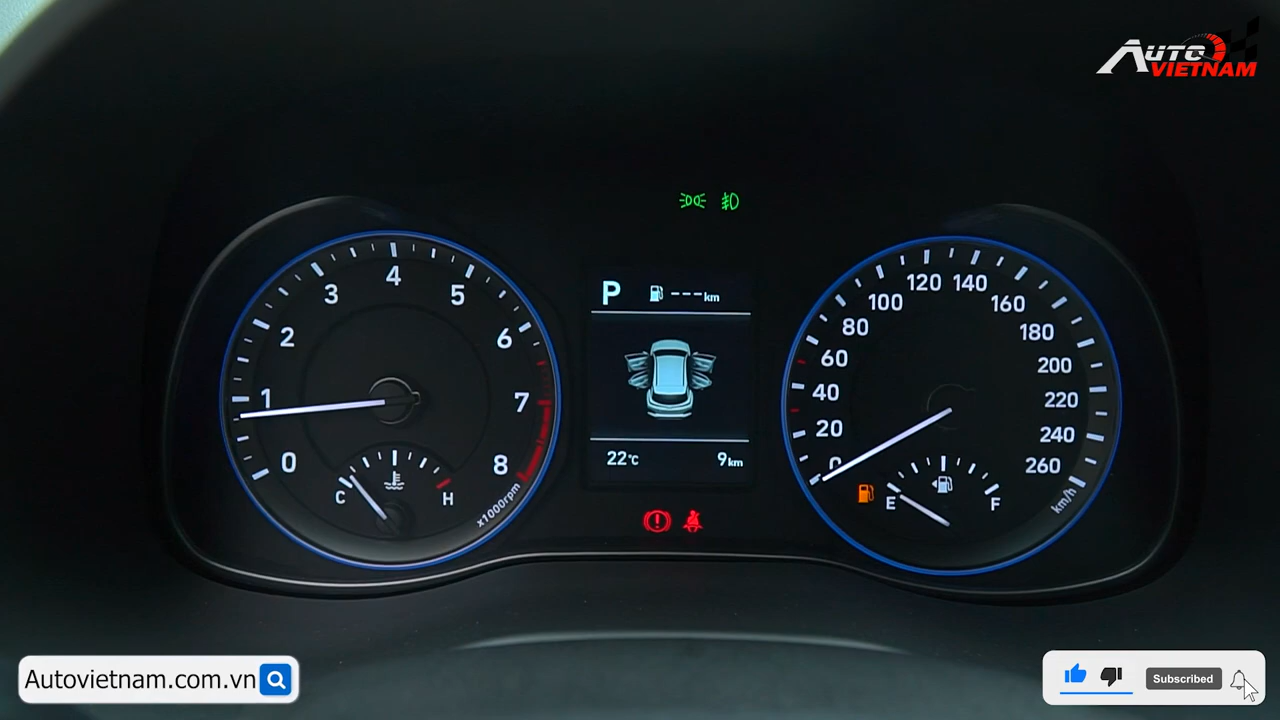 AUTO
VIETNAM
4
3
5
2
6
1
7
0
8
C
H
x1000rpm
P
---km
22°C
9km
120
140
100
160
80
180
60
200
40
220
20
240
0
260
E
F
km/h
Autovietnam.com.vn
Subscribed